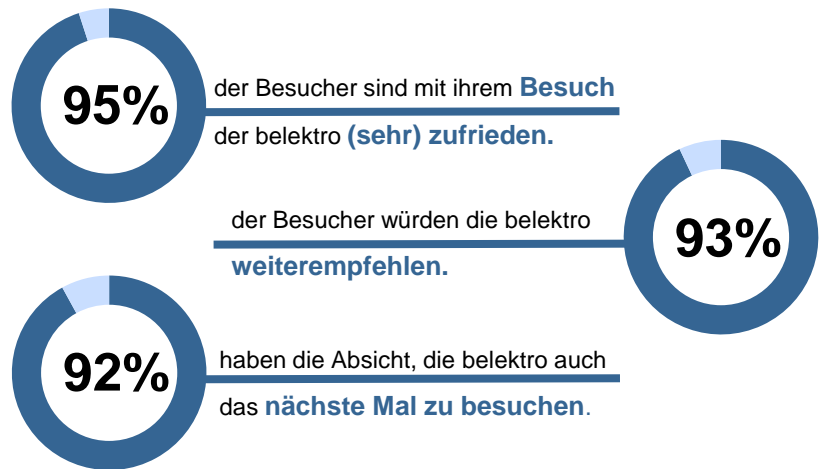 95%
der Besucher sind mit ihrem Besuch
der belektro (sehr) zufrieden.
der Besucher würden die belektro
weiterempfehlen.
93%
92%
haben die Absicht, die belektro auch
das nächste Mal zu besuchen.